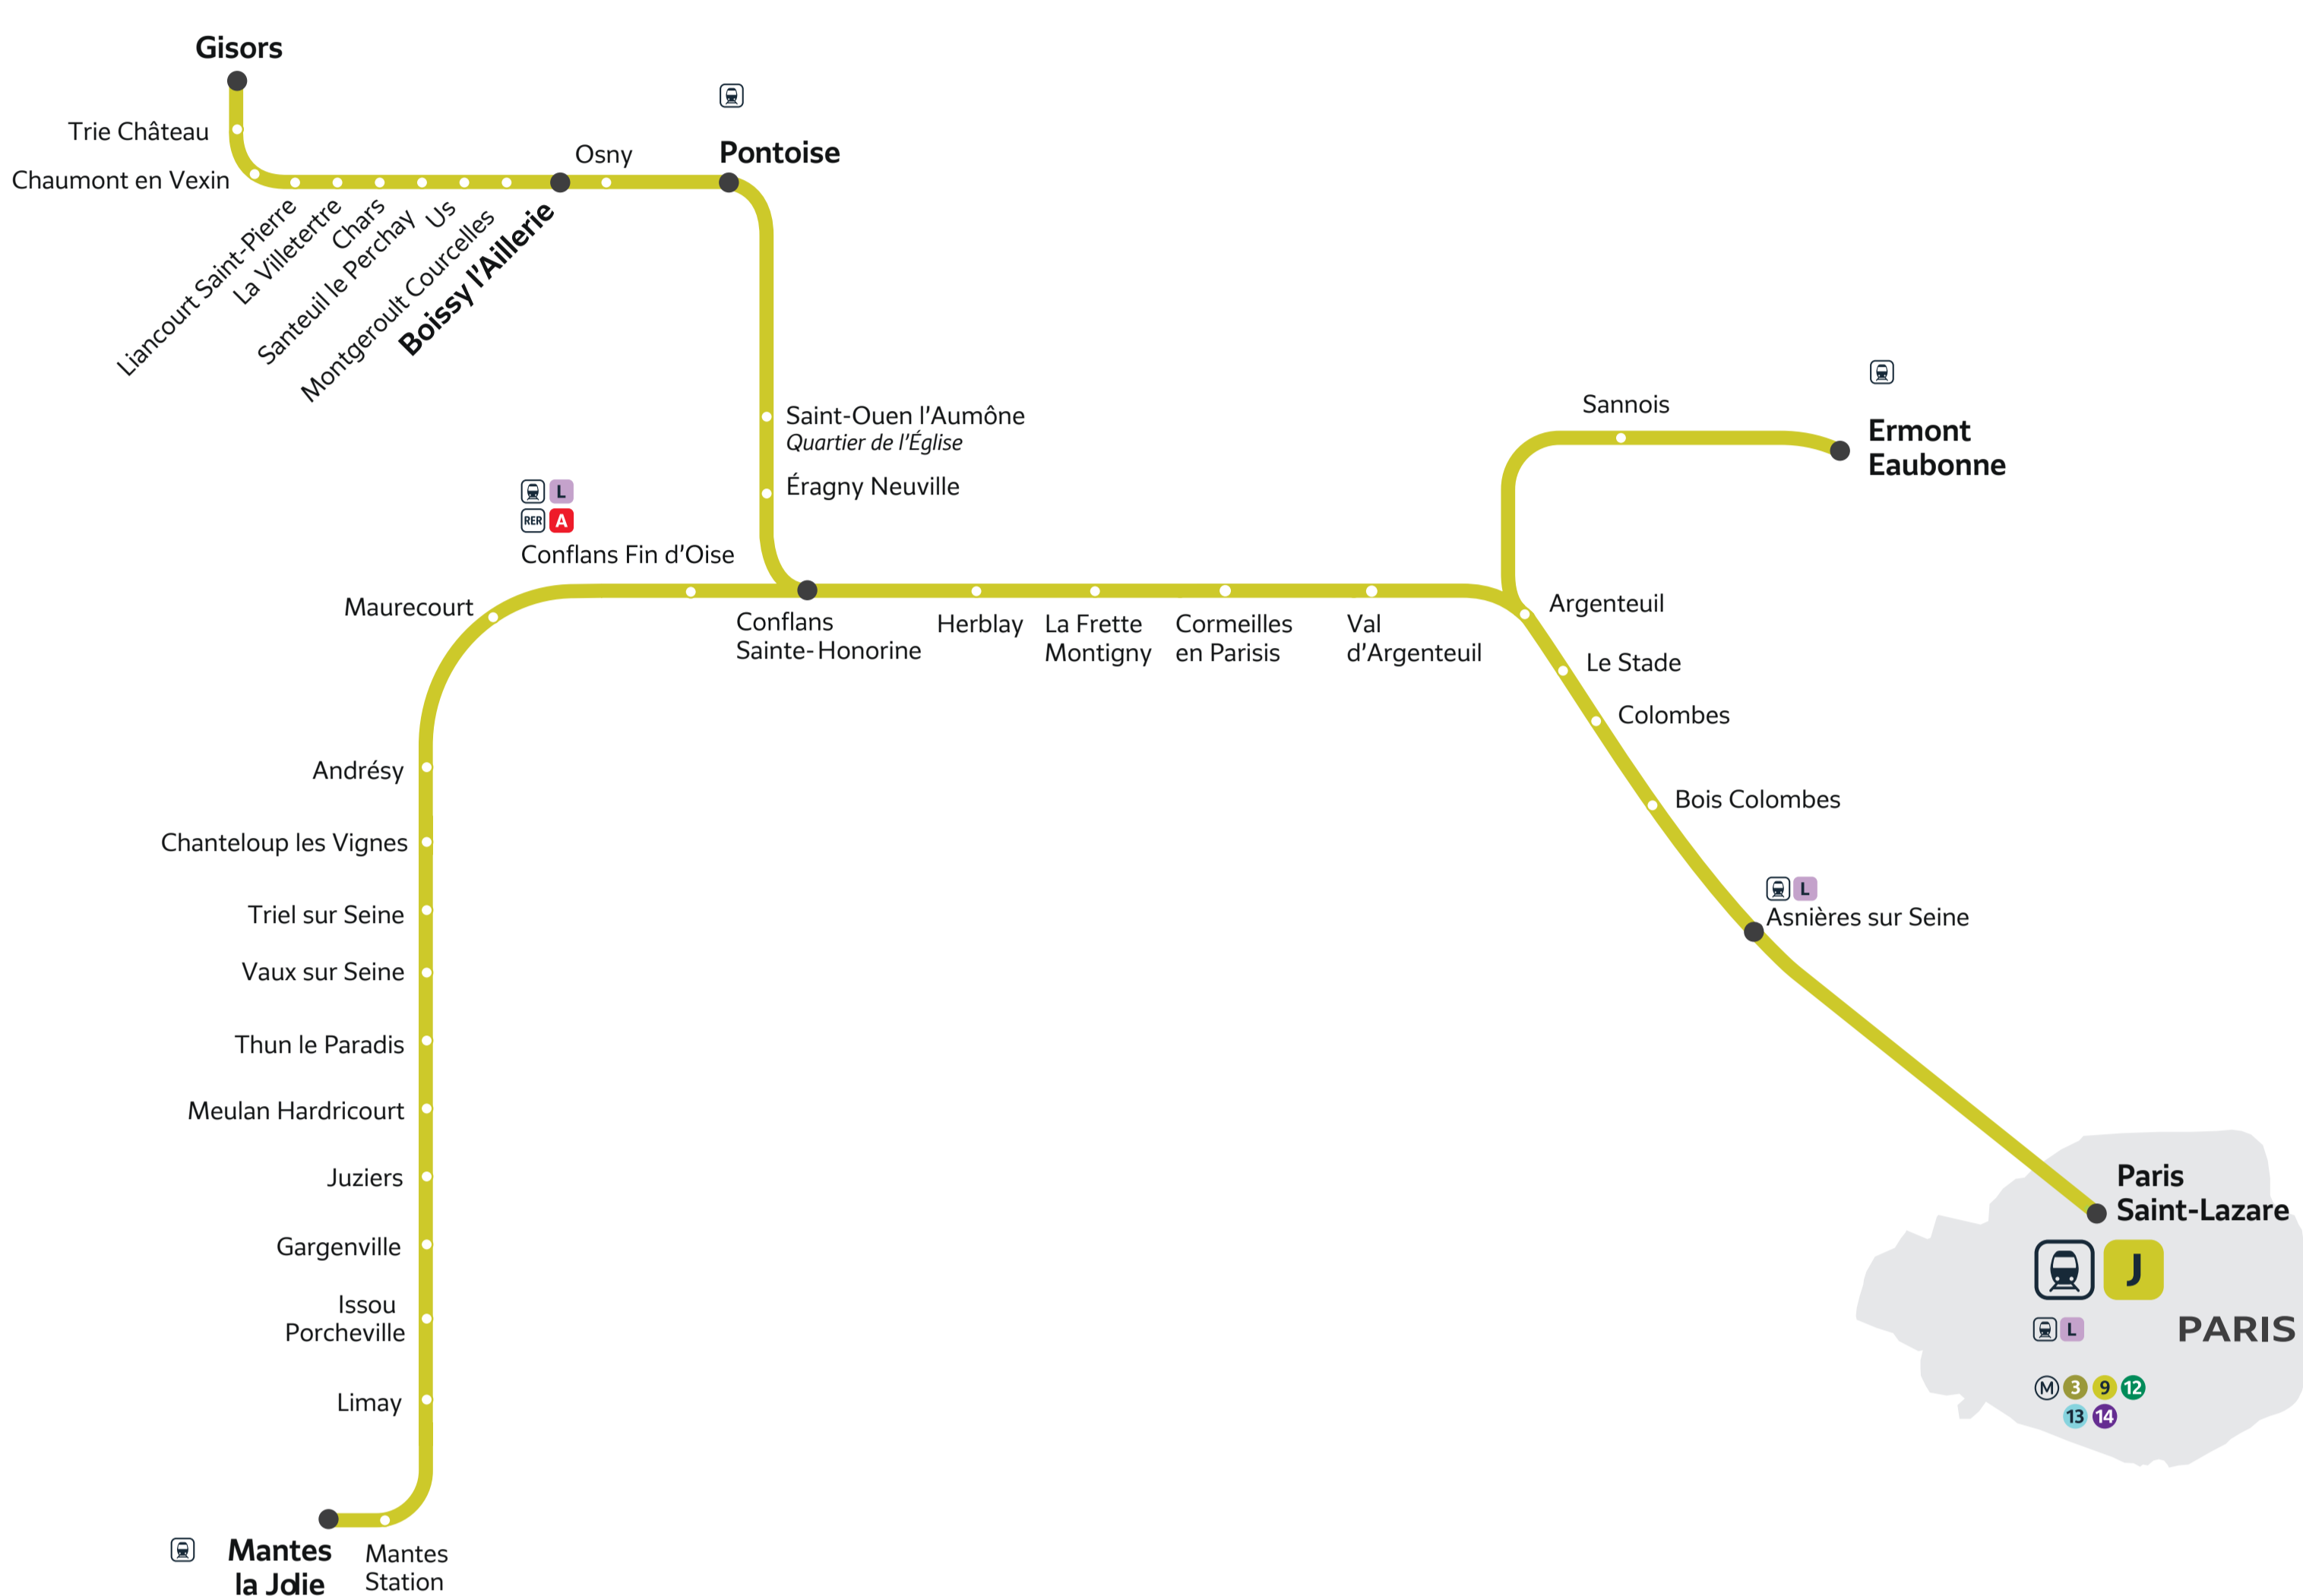 Gisors
Trie Château
Chaumont en Vexin
Liancourt Saint-Pierre
La Villetertre
Chars
Santeuil le Perchay
Us
Montgeroult Courcelles
Boissy l'Aillerie
Osny
Pontoise
Saint-Ouen l'Aumône
Quartier de l'Église
Éragny Neuville
L
RER A
Conflans Fin d'Oise
Maurecourt
Conflans
Sainte-Honorine
Herblay
La Frette
Montigny
Cormeilles
en Parisis
Val
d'Argenteuil
Sannois
Ermont
Eaubonne
Argenteuil
Le Stade
Colombes
Bois Colombes
L
Asnières sur Seine
Andrésy
Chanteloup les Vignes
Triel sur Seine
Vaux sur Seine
Thun le Paradis
Meulan Hardricourt
Juziers
Gargenville
Issou
Porcheville
Limay
Mantes
la Jolie
Mantes
Station
Paris
Saint-Lazare
J
L
PARIS
M 3 9 12
13 14